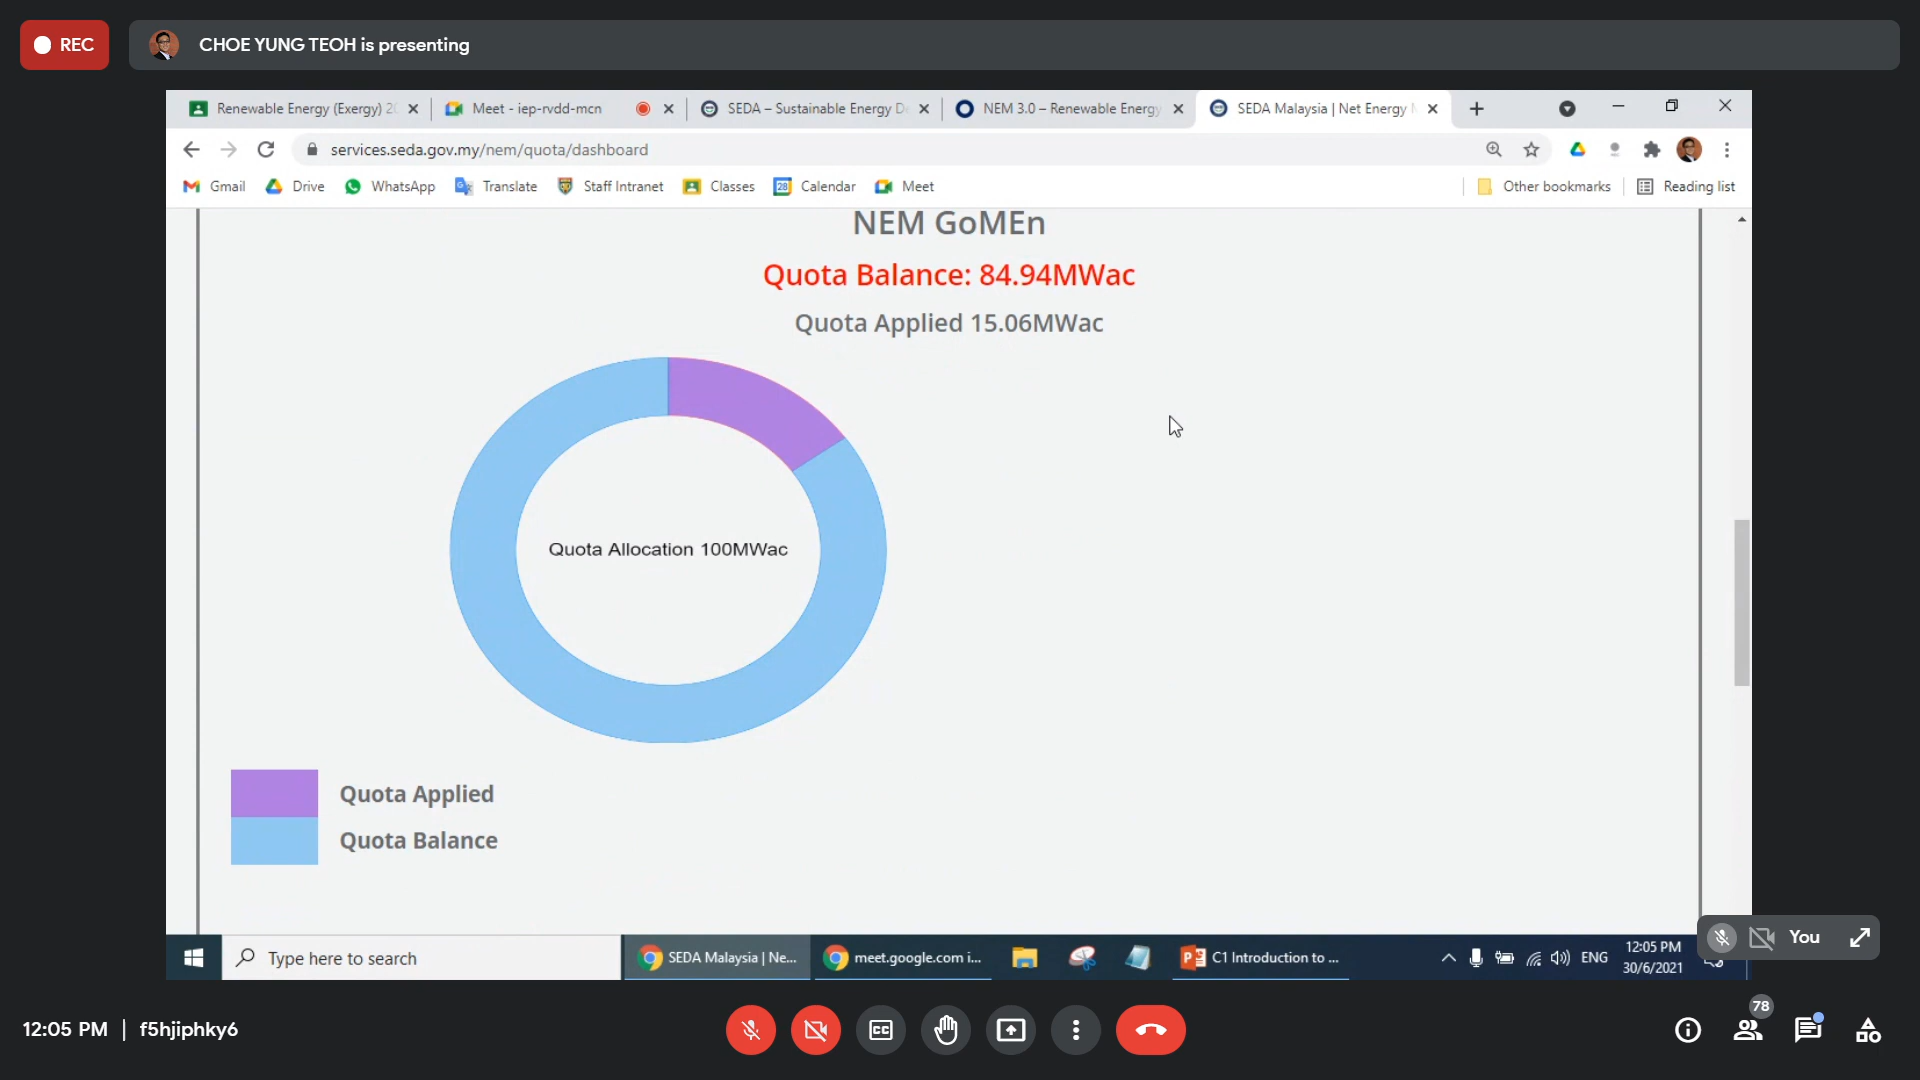 REC
CHOE YUNG TEOH is presenting
Renewable Energy (Exergy) 20
Meet - iep-rvdd-mcn
SEDA – Sustainable Energy D
NEM 3.0 – Renewable Energy
SEDA Malaysia | Net Energy
services.seda.gov.my/nem/quota/dashboard
Gmail
Drive
WhatsApp
Translate
Staff Intranet
Classes
28
Calendar
Meet
Other bookmarks
Reading list
NEM GoMEn
Quota Balance: 84.94MWac
Quota Applied 15.06MWac
Quota Allocation 100MWac
Quota Applied
Quota Balance
You
Type here to search
SEDA Malaysia | Ne...
meet.google.com i...
C1 Introduction to ...
ENG
12:05 PM
30/6/2021
12:05 PM | f5hjiphky6
CC
78